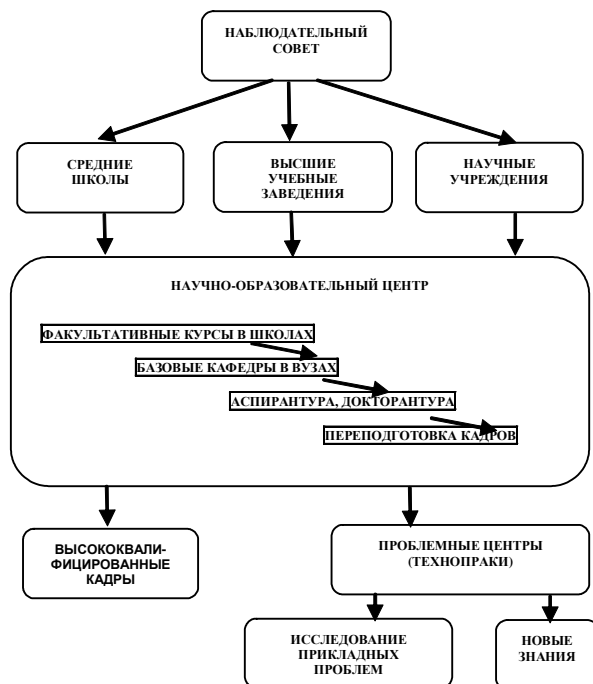 НАБЛЮДАТЕЛЬНЫЙ
СОВЕТ
СРЕДНИЕ
ШКОЛЫ
ВЫСШИЕ
УЧЕБНЫЕ
ЗАВЕДЕНИЯ
НАУЧНЫЕ
УЧРЕЖДЕНИЯ
НАУЧНО-ОБРАЗОВАТЕЛЬНЫЙ ЦЕНТР
ФАКУЛЬТАТИВНЫЕ КУРСЫ В ШКОЛАХ
БАЗОВЫЕ КАФЕДРЫ В ВУЗАХ
АСПИРАНТУРА, ДОКТОРАНТУРА
ПЕРЕПОДГОТОВКА КАДРОВ
ВЫСОКОКВАЛИ-
ФИЦИРОВАННЫЕ
КАДРЫ
ПРОБЛЕМНЫЕ ЦЕНТРЫ
(ТЕХНОПРАКИ)
ИССЛЕДОВАНИЕ
ПРИКЛАДНЫХ
ПРОБЛЕМ
НОВЫЕ
ЗНАНИЯ